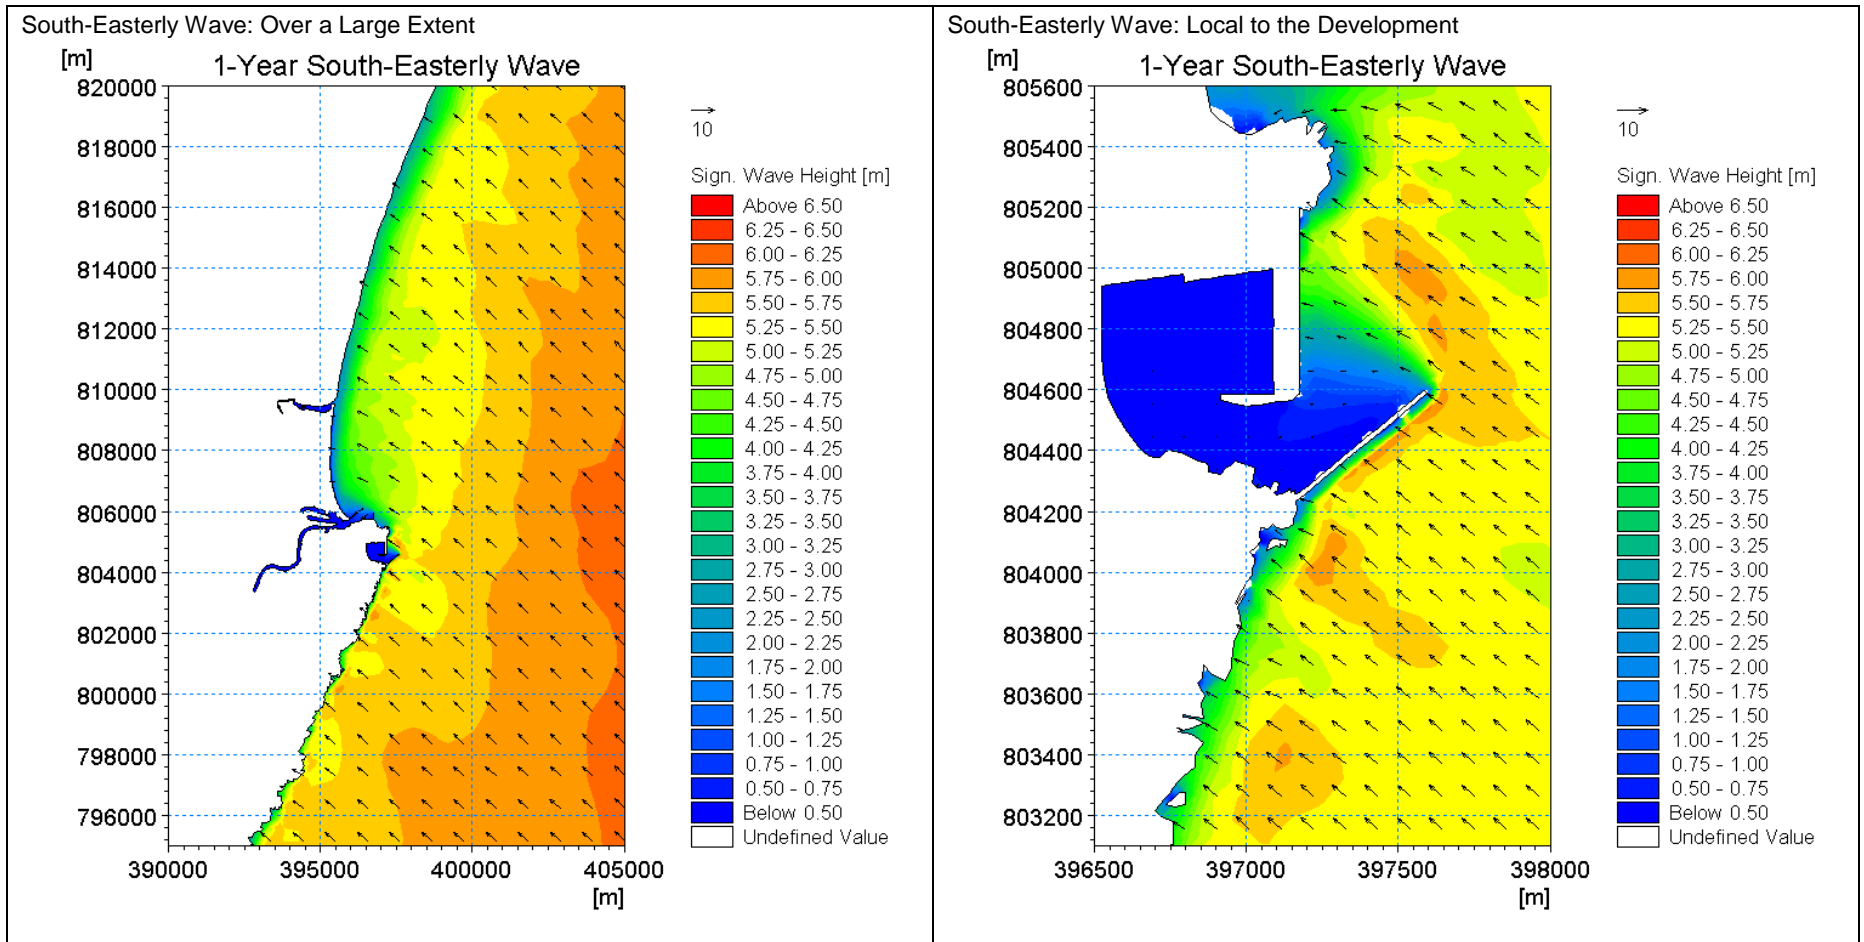 South-Easterly Wave: Over a Large Extent
[m]
1-Year South-Easterly Wave
820000
818000
816000
814000
812000
810000
808000
806000
804000
802000
800000
798000
796000
390000 395000 400000 405000
[m]
10
Sign. Wave Height [m]
Above 6.50
6.25 - 6.50
6.00 - 6.25
5.75 - 6.00
5.50 - 5.75
5.25 - 5.50
5.00 - 5.25
4.75 - 5.00
4.50 - 4.75
4.25 - 4.50
4.00 - 4.25
3.75 - 4.00
3.50 - 3.75
3.25 - 3.50
3.00 - 3.25
2.75 - 3.00
2.50 - 2.75
2.25 - 2.50
2.00 - 2.25
1.75 - 2.00
1.50 - 1.75
1.25 - 1.50
1.00 - 1.25
0.75 - 1.00
0.50 - 0.75
Below 0.50
Undefined Value
South-Easterly Wave: Local to the Development
[m]
1-Year South-Easterly Wave
805600
805400
805200
805000
804800
804600
804400
804200
804000
803800
803600
803400
803200
396500 397000 397500 398000
[m]
10
Sign. Wave Height [m]
Above 6.50
6.25 - 6.50
6.00 - 6.25
5.75 - 6.00
5.50 - 5.75
5.25 - 5.50
5.00 - 5.25
4.75 - 5.00
4.50 - 4.75
4.25 - 4.50
4.00 - 4.25
3.75 - 4.00
3.50 - 3.75
3.25 - 3.50
3.00 - 3.25
2.75 - 3.00
2.50 - 2.75
2.25 - 2.50
2.00 - 2.25
1.75 - 2.00
1.50 - 1.75
1.25 - 1.50
1.00 - 1.25
0.75 - 1.00
0.50 - 0.75
Below 0.50
Undefined Value